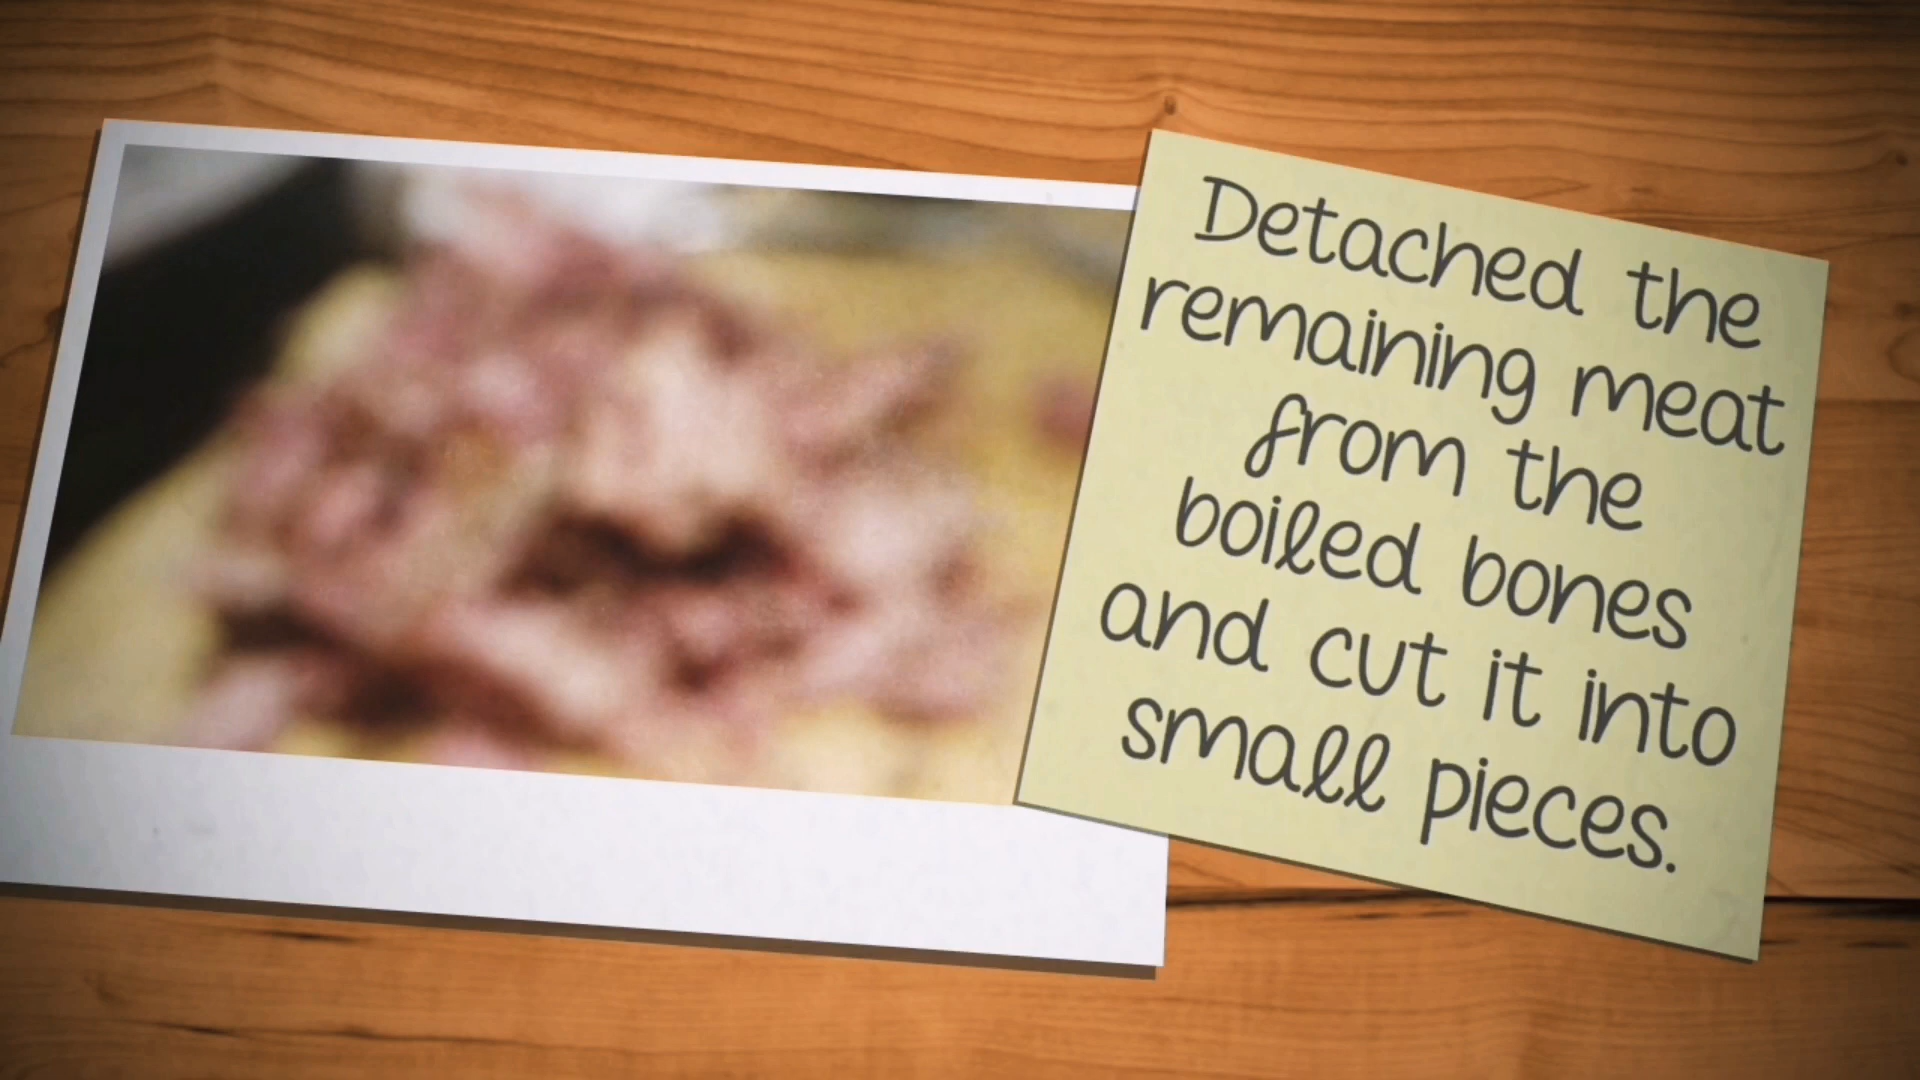 Detached the
remaining meat
from the
boiled bones
and cut it into
small pieces.